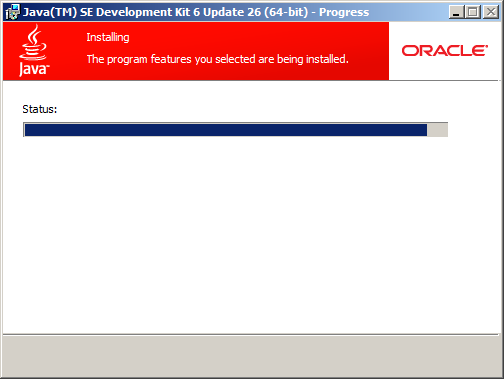 Java(TM) SE Development Kit 6 Update 26 (64-bit) - Progress
Installing
The program features you selected are being installed.
Java™
ORACLE
Status: